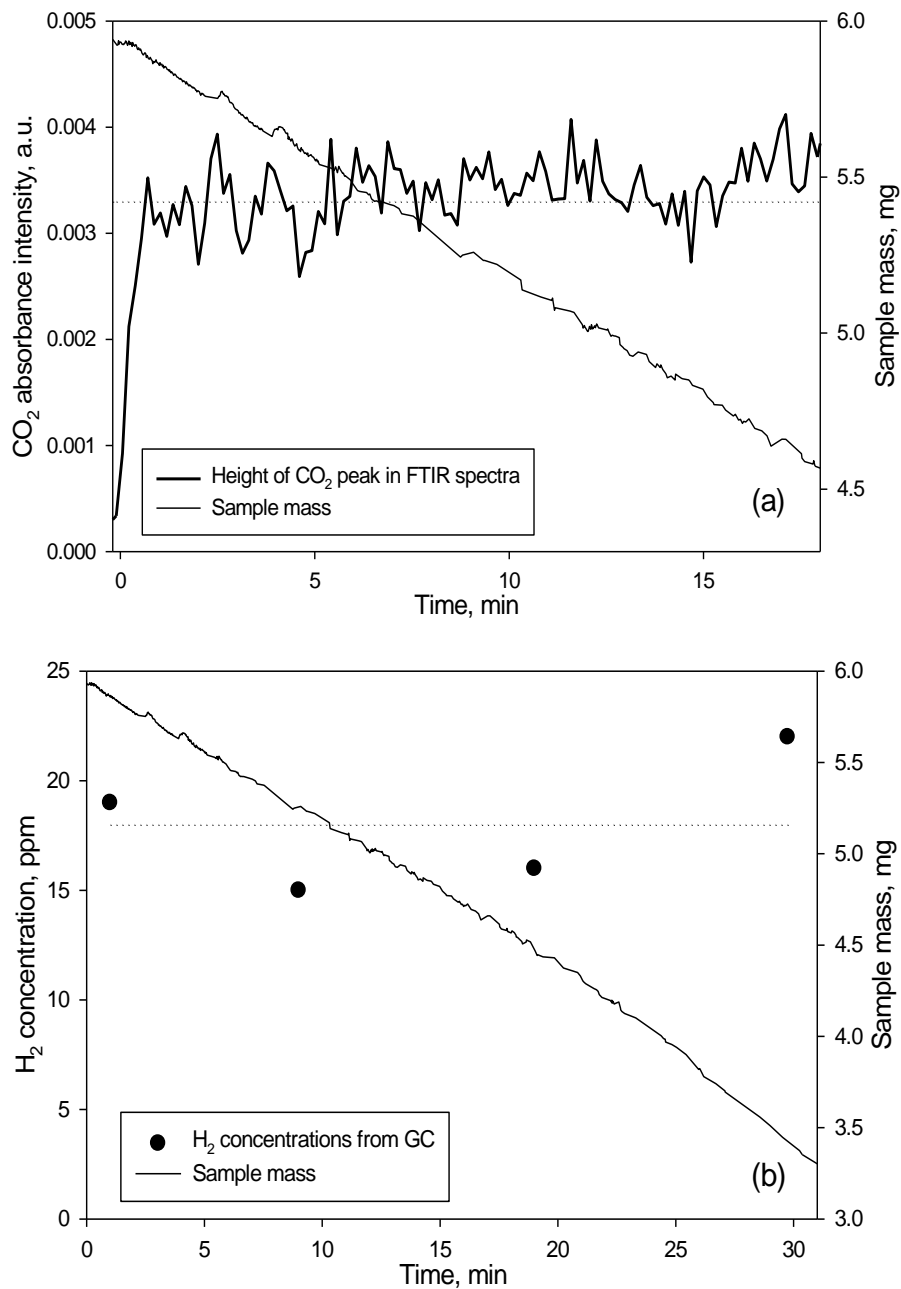 0.005
0.004
0.003
0.002
0.001
0.000
CO2 absorbance intensity, a.u.
6.0
5.5
5.0
4.5
Sample mass, mg
Height of CO2 peak in FTIR spectra
Sample mass
(a)
0 5 10 15
Time, min
25
20
15
10
5
0
H2 concentration, ppm
6.0
5.5
5.0
4.5
4.0
3.5
3.0
Sample mass, mg
H2 concentrations from GC
Sample mass
(b)
0 5 10 15 20 25 30
Time, min